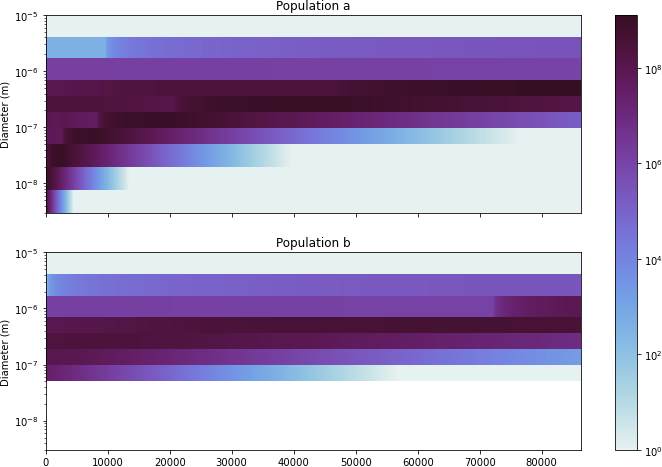 Population a
10⁻⁵
10⁻⁶
10⁻⁷
10⁻⁸
Diameter (m)
Population b
10⁻⁵
10⁻⁶
10⁻⁷
10⁻⁸
Diameter (m)
0 10000 20000 30000 40000 50000 60000 70000 80000
10⁸
10⁶
10⁴
10²
10⁰